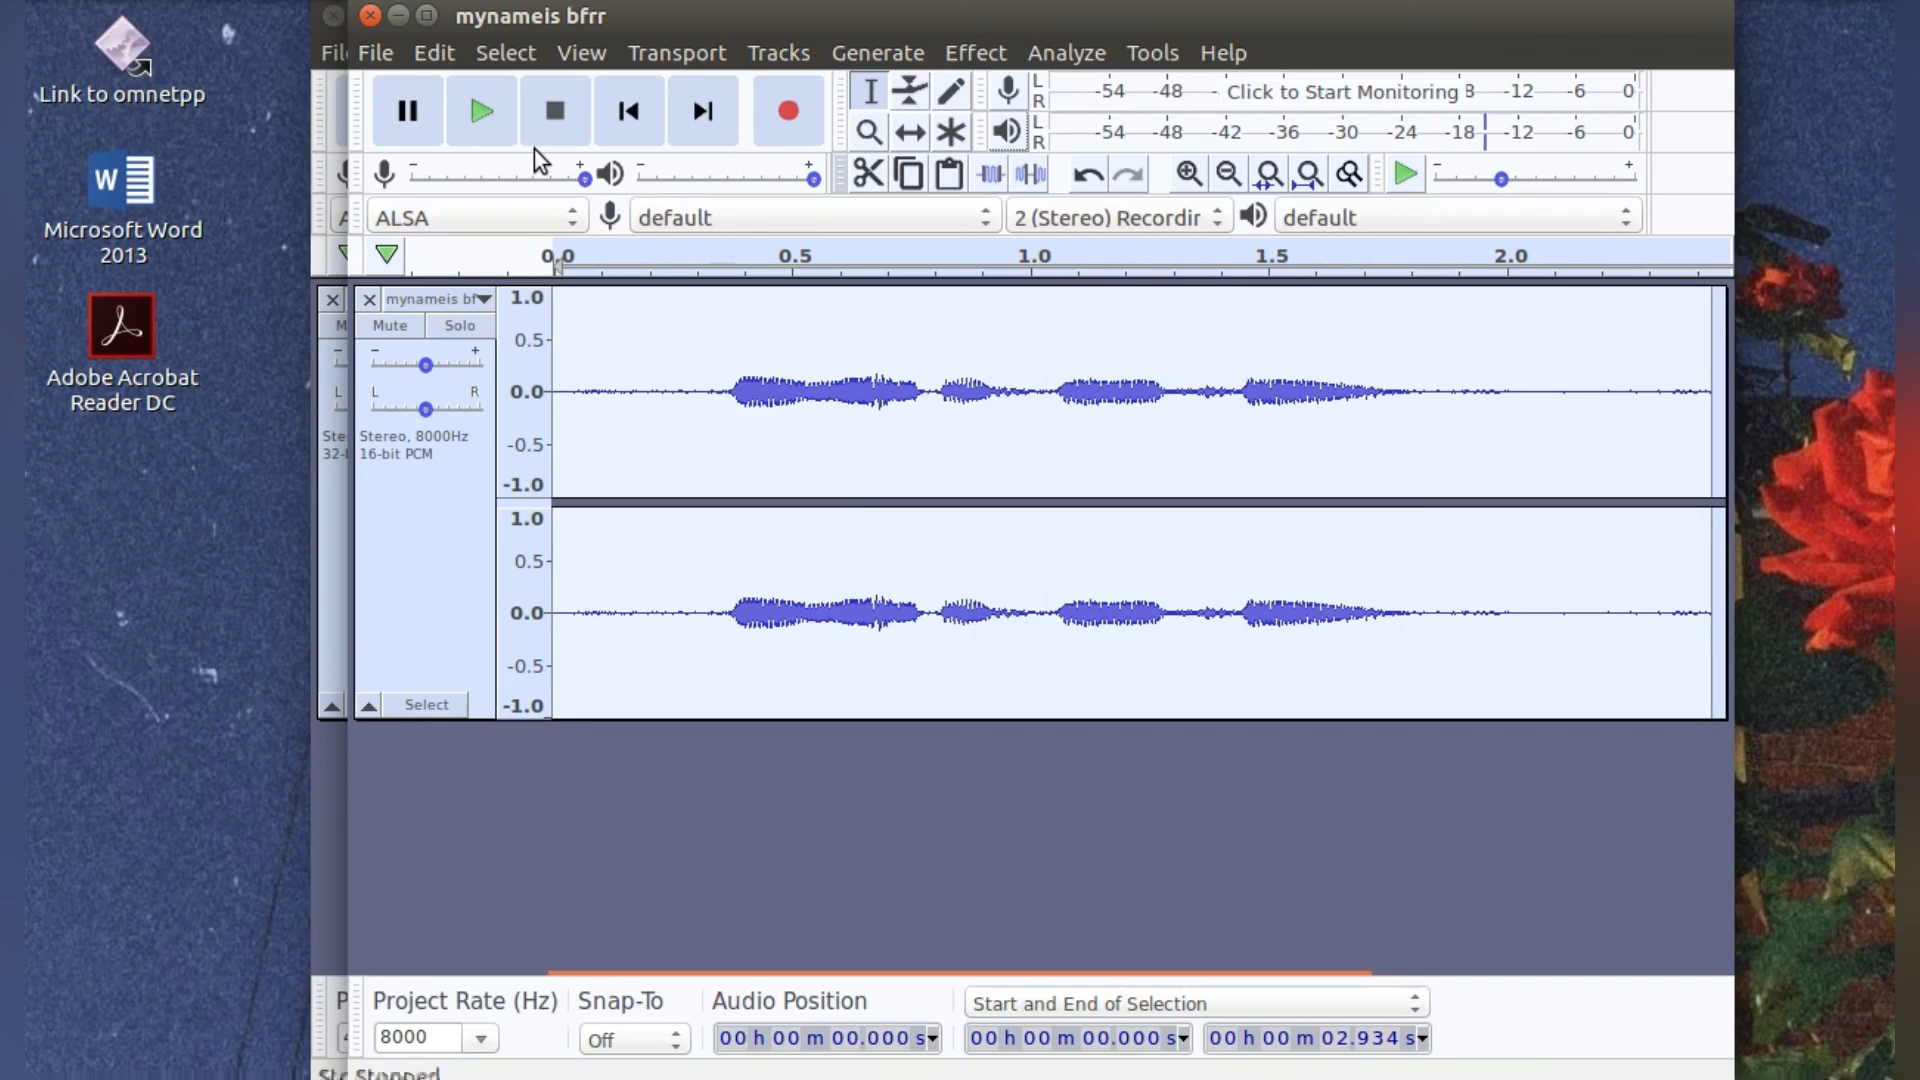 Link to omnetpp
Microsoft Word
2013
Adobe Acrobat
Reader DC
mynameis bfrr
File File Edit Select View Transport Tracks Generate Effect Analyze Tools Help
L
R
-54 -48 - Click to Start Monitoring 8 -12 -6 0
L
R
-54 -48 -42 -36 -30 -24 -18 -12 -6 0
- + - + - +
A ALSA default 2 (Stereo) Recordir default
0.0 0.5 1.0 1.5 2.0
mynameis bf
M Mute Solo
- - +
L L R
Ste Stereo, 8000Hz
32- 16-bit PCM
1.0
0.5-
0.0-
-0.5-
-1.0
1.0
0.5-
0.0-
-0.5-
-1.0
Select
P Project Rate (Hz) Snap-To Audio Position Start and End of Selection
4 8000 Off 00 h 00 m 00.000 s 00 h 00 m 00.000 s 00 h 00 m 02.934 s
Sto Stopped